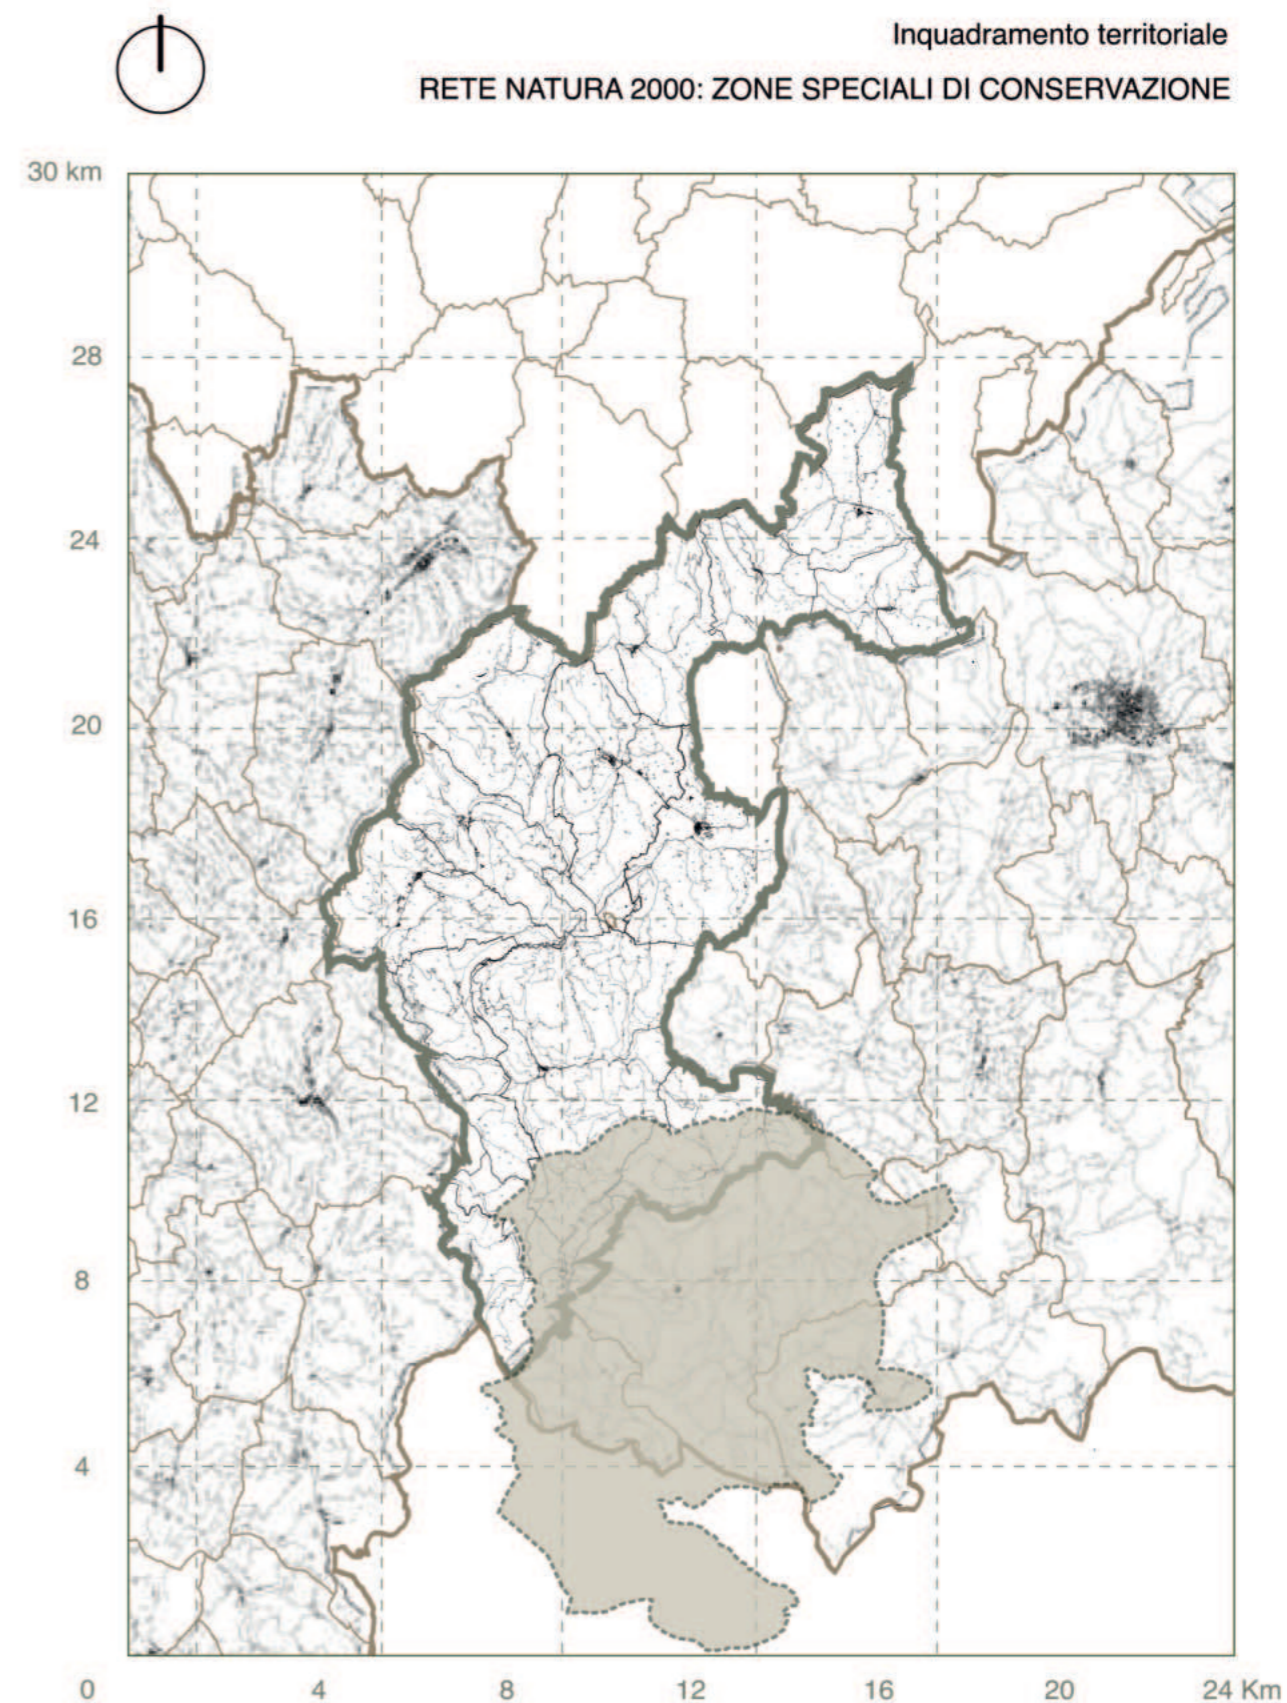 Inquadramento territoriale
RETE NATURA 2000: ZONE SPECIALI DI CONSERVAZIONE
30 km
28
24
20
16
12
8
4
0 4 8 12 16 20 24 Km